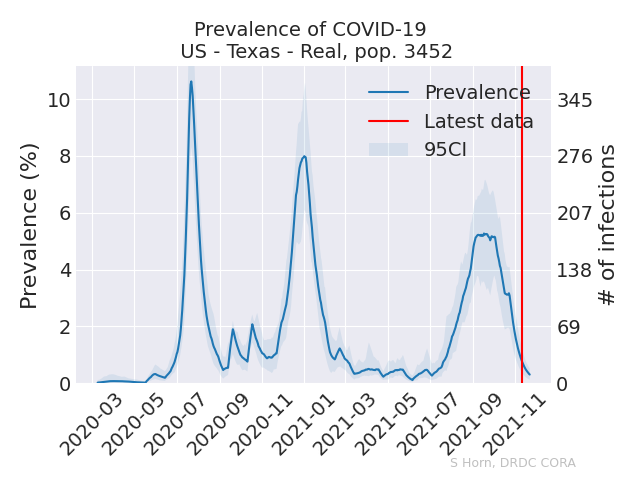 Prevalence of COVID-19
US - Texas - Real, pop. 3452
Prevalence (%)
10
8
6
4
2
0
Prevalence
Latest data
95CI
345
276
207
138
69
0
# of infections
2020-03
2020-05
2020-07
2020-09
2020-11
2021-01
2021-03
2021-05
2021-07
2021-09
2021-11
S Horn, DRDC CORA